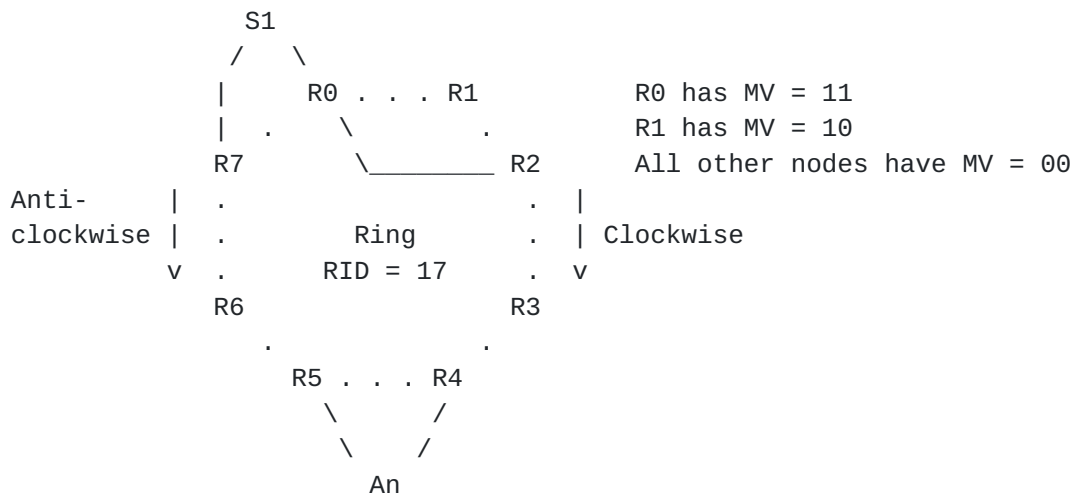 S1
                /   \
               |     R0 . . . R1          R0 has MV = 11
               |  .    \        .         R1 has MV = 10
               R7       \________ R2      All other nodes have MV = 00
Anti-       |  .                   .  |
clockwise |  .        Ring         .  | Clockwise
            v  .      RID = 17     .  v
               R6                 R3
                  .             .
                    R5 . . . R4
                      \      /
                       \    /
                         An